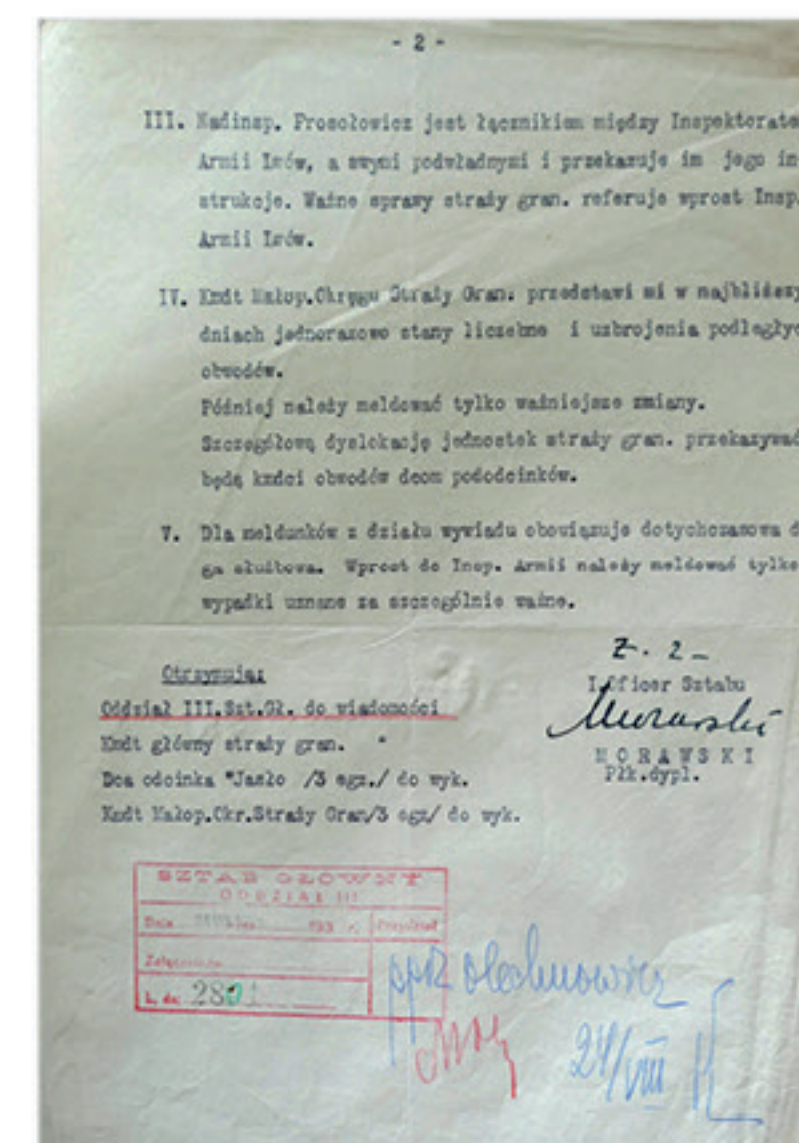 - 2 -
III. Nadinsp. Prosołowicz jest łącznikiem między Inspektorate
Armii Lwów, a swymi podwładnymi i przekazuje im jego in
strukcje. Ważne sprawy straży gran. referuje wprost Insp.
Armii Lwów.
IV. Kmdt Małop.Okręgu Straży Gran. przedstawi mi w najbliższy
dniach jednorazowo stany liczebne i uzbrojenia podległyc
obwodów.
Później należy meldować tylko ważniejsze zmiany.
Szczegółową dyslokację jednostek straży gran. przekazywać
będą kmdci obwodów dcom pododcinków.
V. Dla meldunków z działu wywiadu obowiązuje dotychczasowa d
ga służbowa. Wprost do Insp. Armii należy meldować tylko
wypadki uznane za szczególnie ważne.
Z. 2 -
Otrzymują:
I Oficer Sztabu
Oddział III.Szt.Gł. do wiadomości
Morawski
Kmdt główny straży gran. "
MORAWSKI
Płk.dypl.
Dca odcinka "Jasło /3 egz./ do wyk.
Kmdt Małop.Okr.Straży Gran/3 egz/ do wyk.
SZTAB GŁÓWNY
ODDZIAŁ III
Dnia 193 r. Przydział
L. dz. 2801
ppłk Olechnowicz
24/VIII